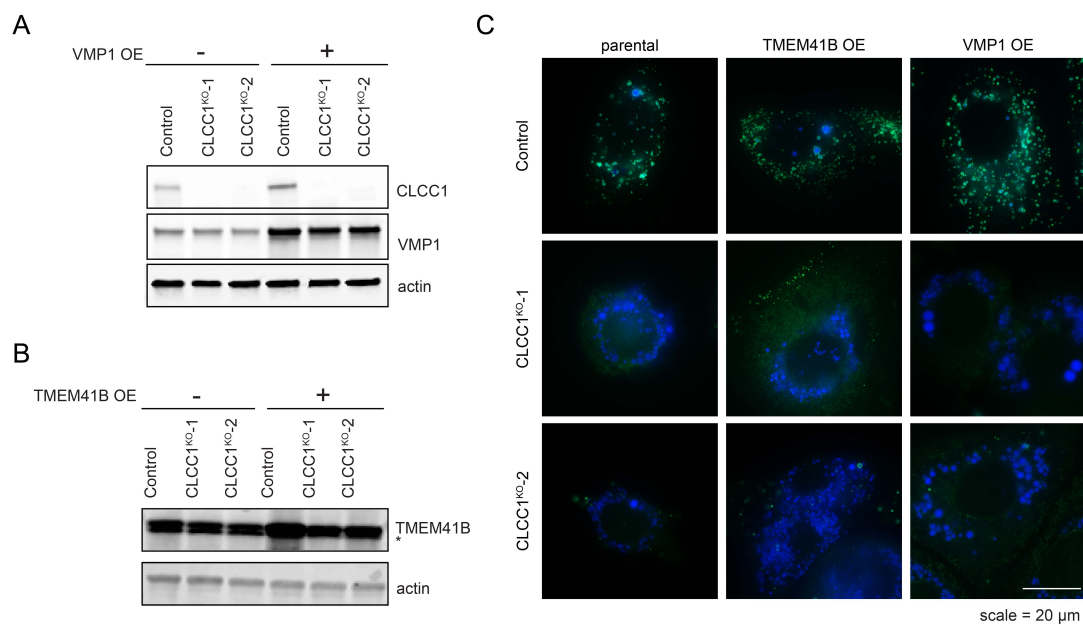 A
VMP1 OE
-
+
Control
CLCC1KO-1
CLCC1KO-2
Control
CLCC1KO-1
CLCC1KO-2
CLCC1
VMP1
actin
B
TMEM41B OE
-
+
Control
CLCC1KO-1
CLCC1KO-2
Control
CLCC1KO-1
CLCC1KO-2
TMEM41B
*
actin
C
parental
TMEM41B OE
VMP1 OE
Control
CLCC1KO-1
CLCC1KO-2
scale = 20 µm